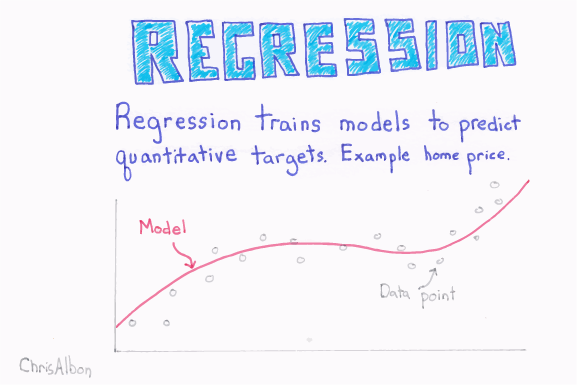 REGRESSION
Regression trains models to predict
quantitative targets. Example home price.
Model
Data point
ChrisAlbon